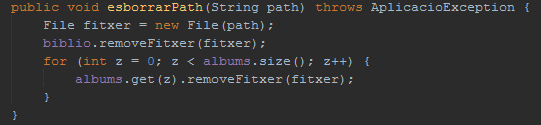 public void esborrarPath(String path) throws AplicacioException {
    File fitxer = new File(path);
    biblio.removeFitxer(fitxer);
    for (int z = 0; z < albums.size(); z++) {
        albums.get(z).removeFitxer(fitxer);
    }
}